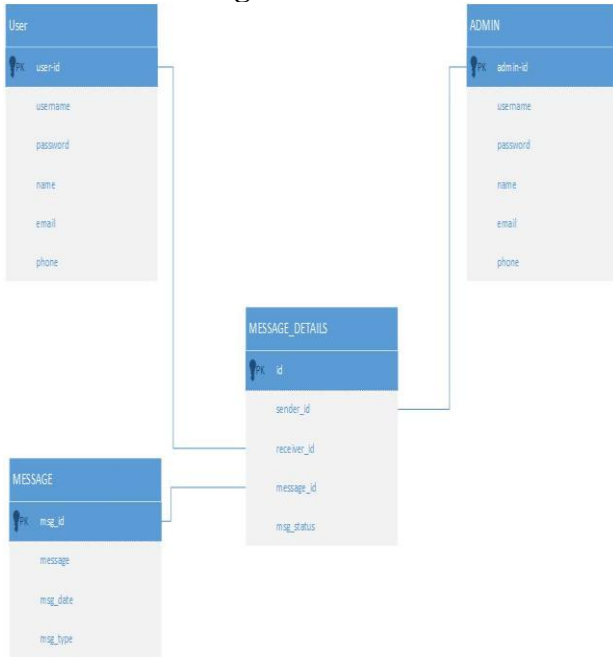 User
PK user-id
username
password
name
email
phone
ADMIN
PK admin-id
username
password
name
email
phone
MESSAGE_DETAILS
PK id
sender_id
receiver_id
message_id
msg_status
MESSAGE
PK msg_id
message
msg_date
msg_type